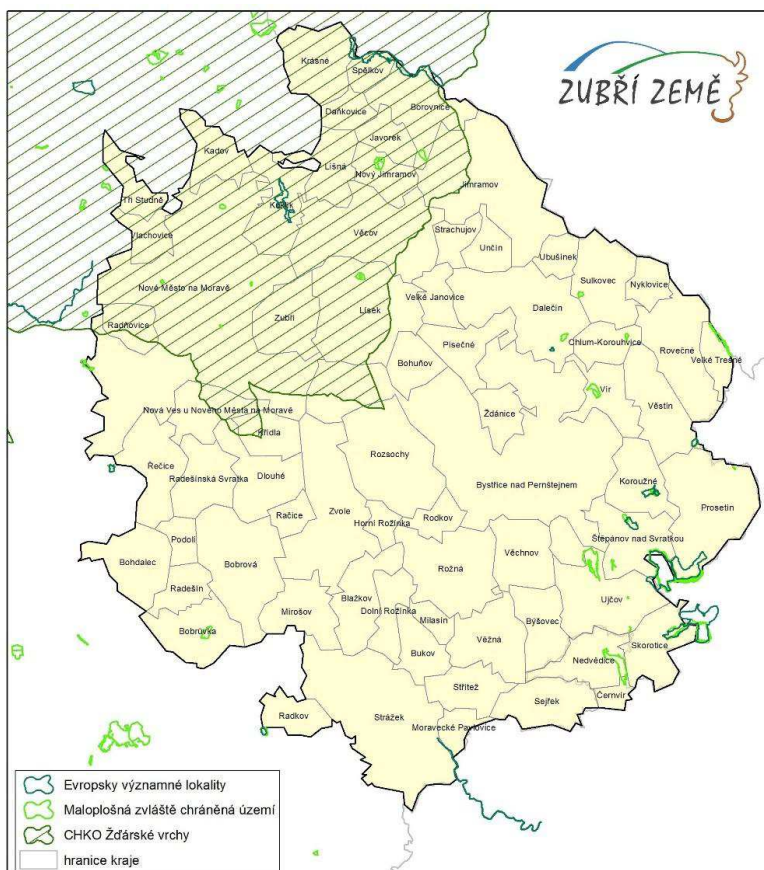 ZUBŘÍ ZEMĚ
Krásné
Spělkov
Daňkovice
Borovnice
Javorek
Kadov
Líšná
Nový Jimramov
Jimramov
Tři Studně
Kuklík
Vlachovice
Věcov
Strachujov
Unčín
Ubušínek
Sulkovec
Nyklovice
Nové Město na Moravě
Velké Janovice
Dalečín
Zubří
Lísek
Radňovice
Písečné
Chlum-Korouhvice
Rovečné
Bohuňov
Velké Tresné
Vír
Ždánice
Věstín
Nová Ves u Nového Města na Moravě
Křídla
Řečice
Rozsochy
Radešínská Svratka
Dlouhé
Koroužné
Bystřice nad Pernštejnem
Prosetín
Račice
Zvole
Horní Rožínka
Rodkov
Podolí
Štěpánov nad Svratkou
Bohdalec
Bobrová
Rožná
Věchnov
Radešín
Blažkov
Ujčov
Mirošov
Dolní Rožínka
Milasín
Býšovec
Bobrůvka
Bukov
Věžná
Skorotice
Nedvědice
Střítež
Sejřek
Černvír
Radkov
Strážek
Moravecké Pavlovice
Evropsky významné lokality
Maloplošná zvláště chráněná území
CHKO Žďárské vrchy
hranice kraje